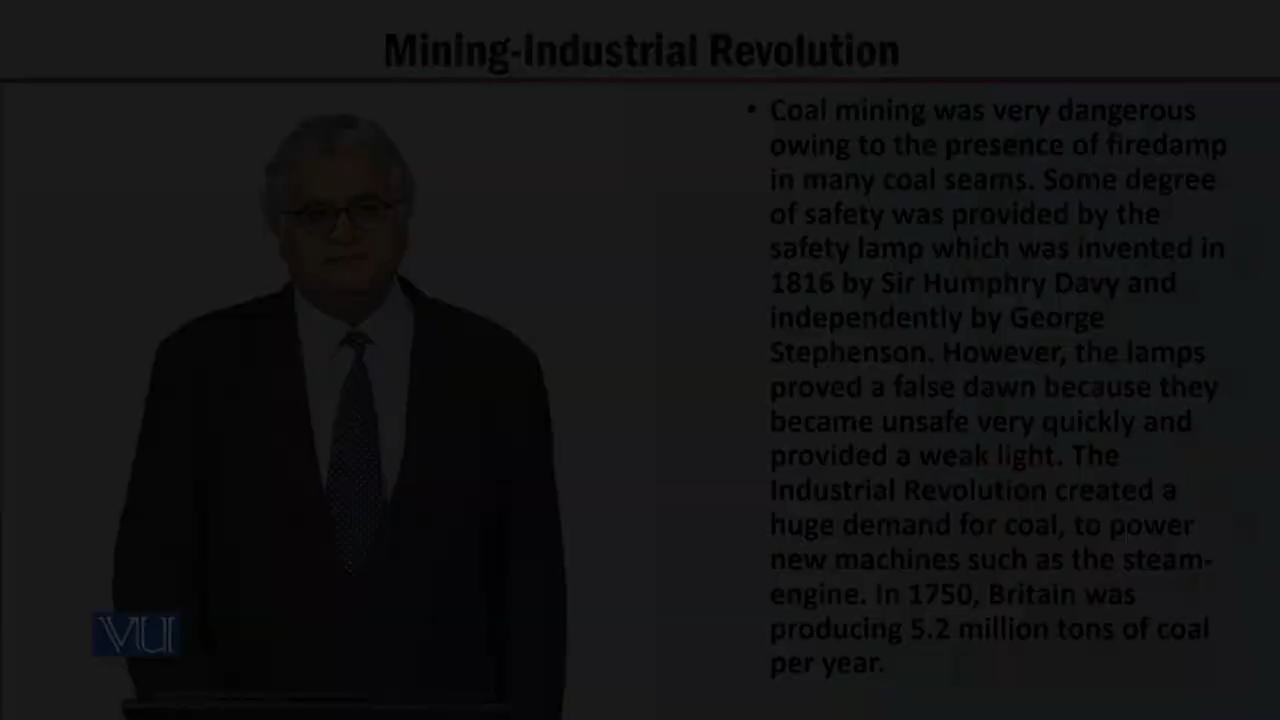 Mining-Industrial Revolution
• Coal mining was very dangerous
owing to the presence of firedamp
in many coal seams. Some degree
of safety was provided by the
safety lamp which was invented in
1816 by Sir Humphry Davy and
independently by George
Stephenson. However, the lamps
proved a false dawn because they
became unsafe very quickly and
provided a weak light. The
Industrial Revolution created a
huge demand for coal, to power
new machines such as the steam-
engine. In 1750, Britain was
producing 5.2 million tons of coal
per year.
VU